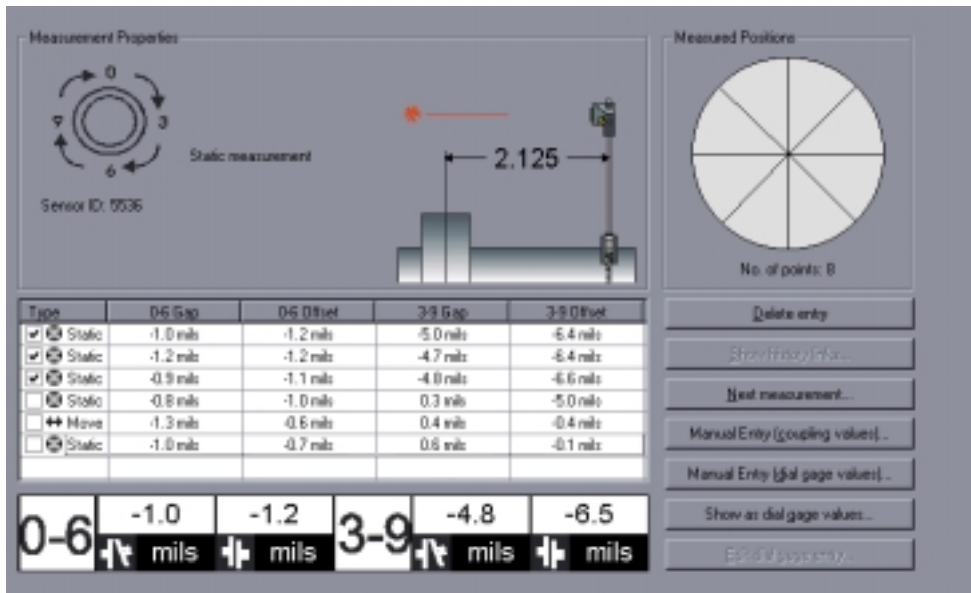 Measurement Properties
0
9
3
6
Static measurement
Sensor ID: 5536
2.125
Measured Positions
No. of points: 8
Type 0-6 Gap 0-6 Offset 3-9 Gap 3-9 Offset
Static -1.0 mils -1.2 mils -5.0 mils -6.4 mils
Static -1.2 mils -1.2 mils -4.7 mils -6.4 mils
Static -0.9 mils -1.1 mils -4.8 mils -6.6 mils
Static -0.8 mils -1.0 mils 0.3 mils -5.0 mils
Move -1.3 mils -0.6 mils 0.4 mils -0.4 mils
Static -1.0 mils -0.7 mils 0.6 mils -0.1 mils
Delete entry
Show history
Next measurement...
Manual Entry (coupling values)...
Manual Entry (dial gage values)...
Show as dial gage values...
0-6 -1.0 mils -1.2 mils 3-9 -4.8 mils -6.5 mils